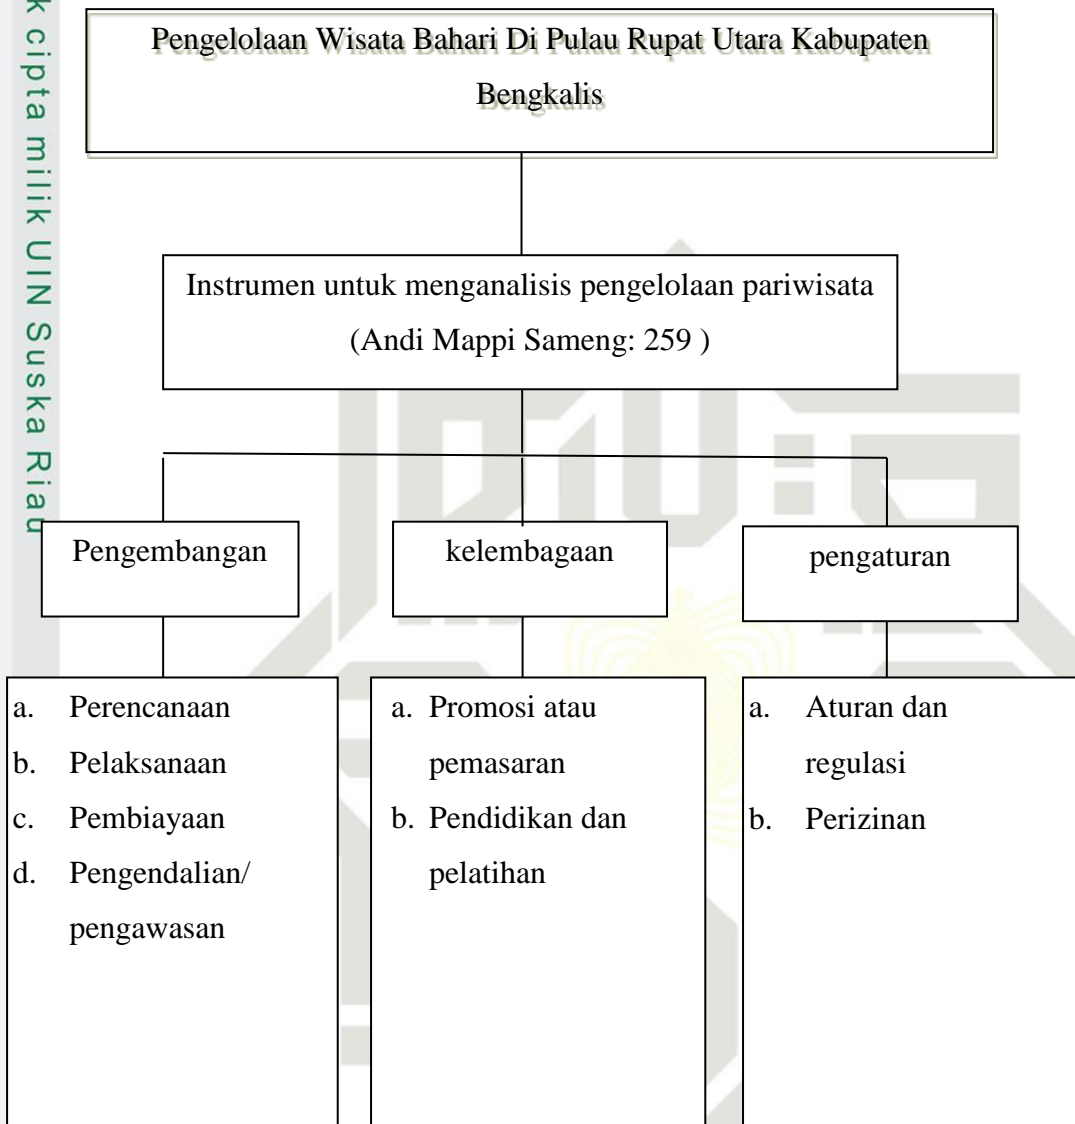 k cipta milik UIN Suska Riau
Pengelolaan Wisata Bahari Di Pulau Rupat Utara Kabupaten
Bengkalis
Instrumen untuk menganalisis pengelolaan pariwisata
(Andi Mappi Sameng: 259 )
Pengembangan
kelembagaan
pengaturan
a. Perencanaan
b. Pelaksanaan
c. Pembiayaan
d. Pengendalian/
pengawasan
a. Promosi atau
pemasaran
b. Pendidikan dan
pelatihan
a. Aturan dan
regulasi
b. Perizinan